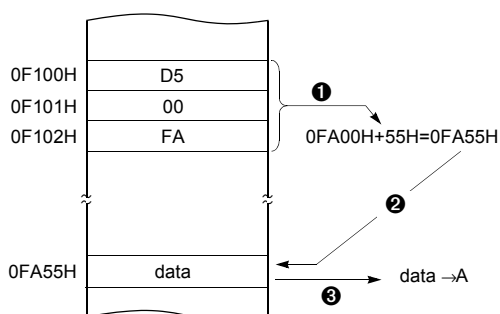 0F100H D5
0F101H 00
0F102H FA
❶
0FA00H+55H=0FA55H
❷
0FA55H data
❸
data →A